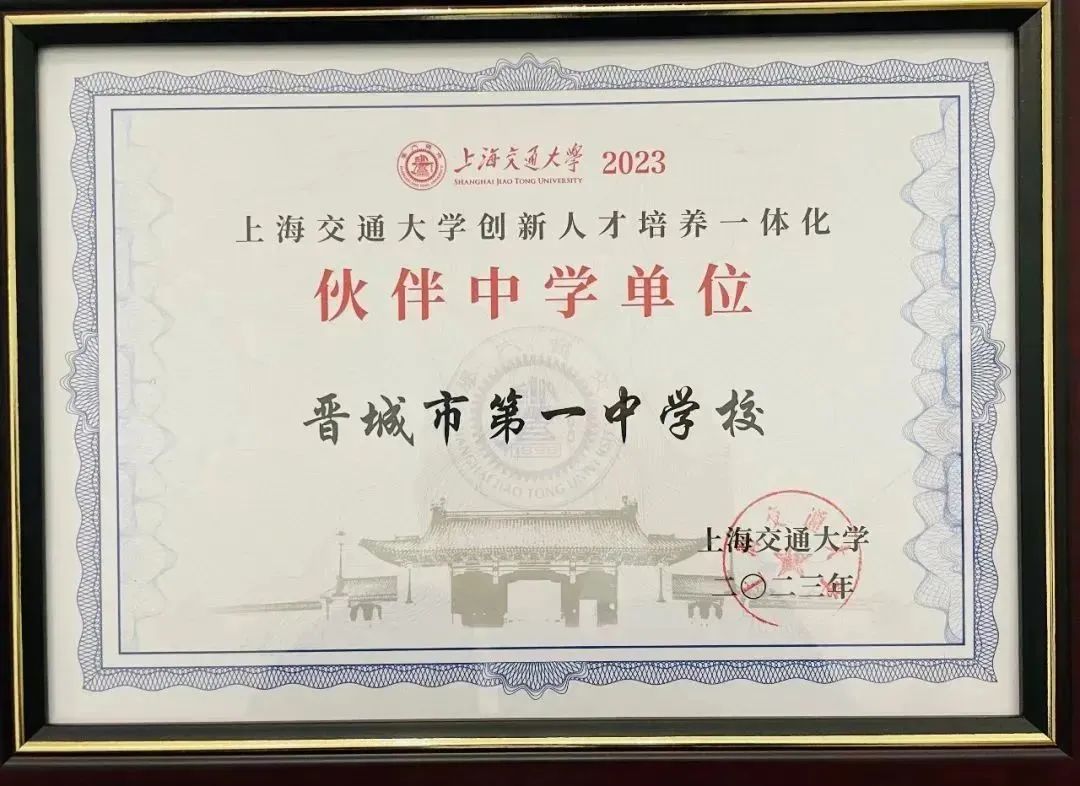 上海交通大學 2023
SHANGHAI JIAO TONG UNIVERSITY
上海交通大学创新人才培养一体化
伙伴中学单位
晋城市第一中学校
上海交通大学
二〇二三年